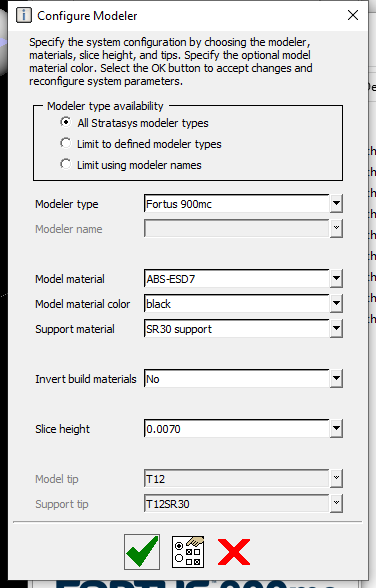 Configure Modeler
Specify the system configuration by choosing the modeler,
materials, slice height, and tips. Specify the optional model
material color. Select the OK button to accept changes and
reconfigure system parameters.
Modeler type availability
All Stratasys modeler types
Limit to defined modeler types
Limit using modeler names
Modeler type Fortus 900mc
Modeler name
Model material ABS-ESD7
Model material color black
Support material SR30 support
Invert build materials No
Slice height 0.0070
Model tip T12
Support tip T12SR30